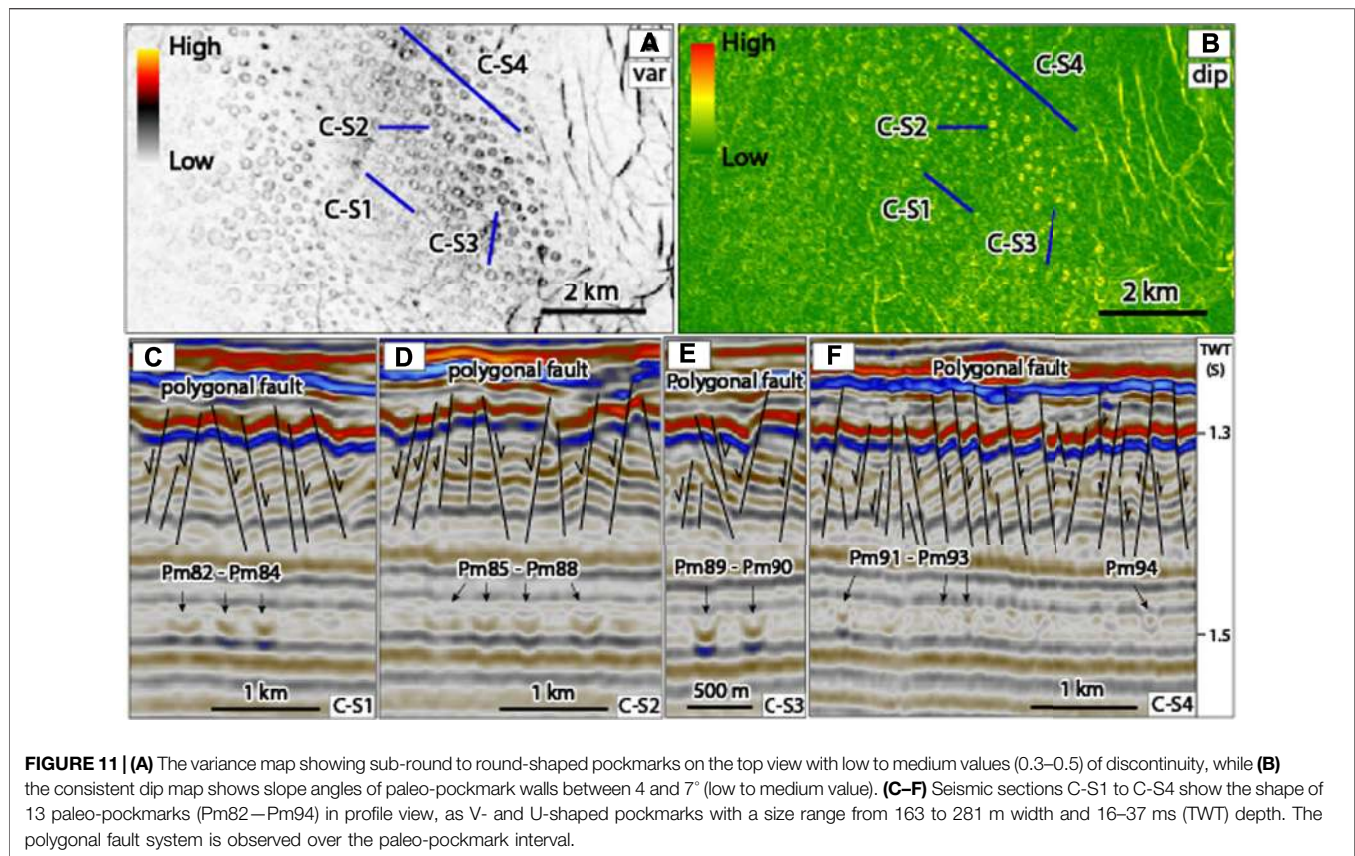 High
Low
A
var
C-S4
C-S2
C-S1
C-S3
2 km
High
Low
B
dip
C-S4
C-S2
C-S1
C-S3
2 km
C
polygonal fault
Pm82 - Pm84
1 km
C-S1
D
polygonal fault
Pm85 - Pm88
1 km
C-S2
E
Polygonal fault
Pm89 - Pm90
500 m
C-S3
F
Polygonal fault
Pm91 - Pm93
Pm94
1 km
C-S4
TWT
(S)
1.3
1.5
FIGURE 11 | (A) The variance map showing sub-round to round-shaped pockmarks on the top view with low to medium values (0.3–0.5) of discontinuity, while (B)
the consistent dip map shows slope angles of paleo-pockmark walls between 4 and 7° (low to medium value). (C–F) Seismic sections C-S1 to C-S4 show the shape of
13 paleo-pockmarks (Pm82—Pm94) in profile view, as V- and U-shaped pockmarks with a size range from 163 to 281 m width and 16–37 ms (TWT) depth. The
polygonal fault system is observed over the paleo-pockmark interval.